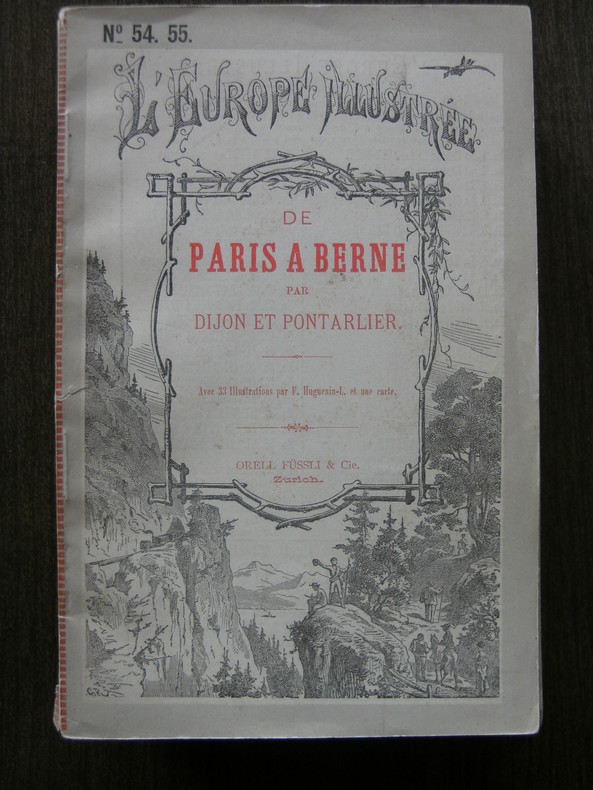 Nº 54. 55.
L'EUROPE ILLUSTRÉE
DE
PARIS A BERNE
PAR
DIJON ET PONTARLIER.
Avec 33 Illustrations par F. Huguenin-L. et une carte.
ORELL FÜSSLI & Cie.
Zurich.